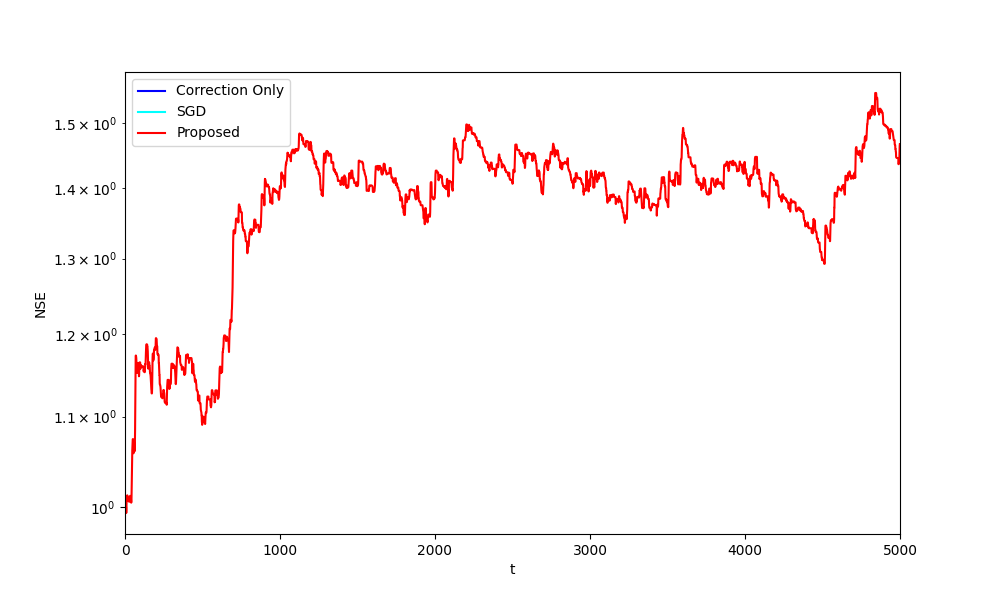 Correction Only
SGD
Proposed
1.5 × 10⁰
1.4 × 10⁰
1.3 × 10⁰
1.2 × 10⁰
1.1 × 10⁰
10⁰
NSE
0 1000 2000 3000 4000 5000
t